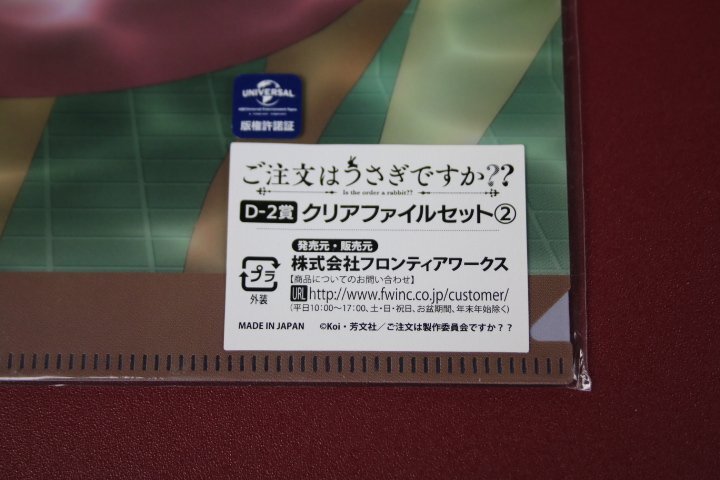 UNIVERSAL
版権許諾証
ご注文はうさぎですか??
Is the order a rabbit??
D-2賞 クリアファイルセット②
発売元・販売元
株式会社フロンティアワークス
プラ
外装
【商品についてのお問い合わせ】
URL http://www.fwinc.co.jp/customer/
(平日10:00〜17:00、土・日・祝日、お盆期間、年末年始除く)
MADE IN JAPAN ©Koi・芳文社/ご注文は製作委員会ですか??